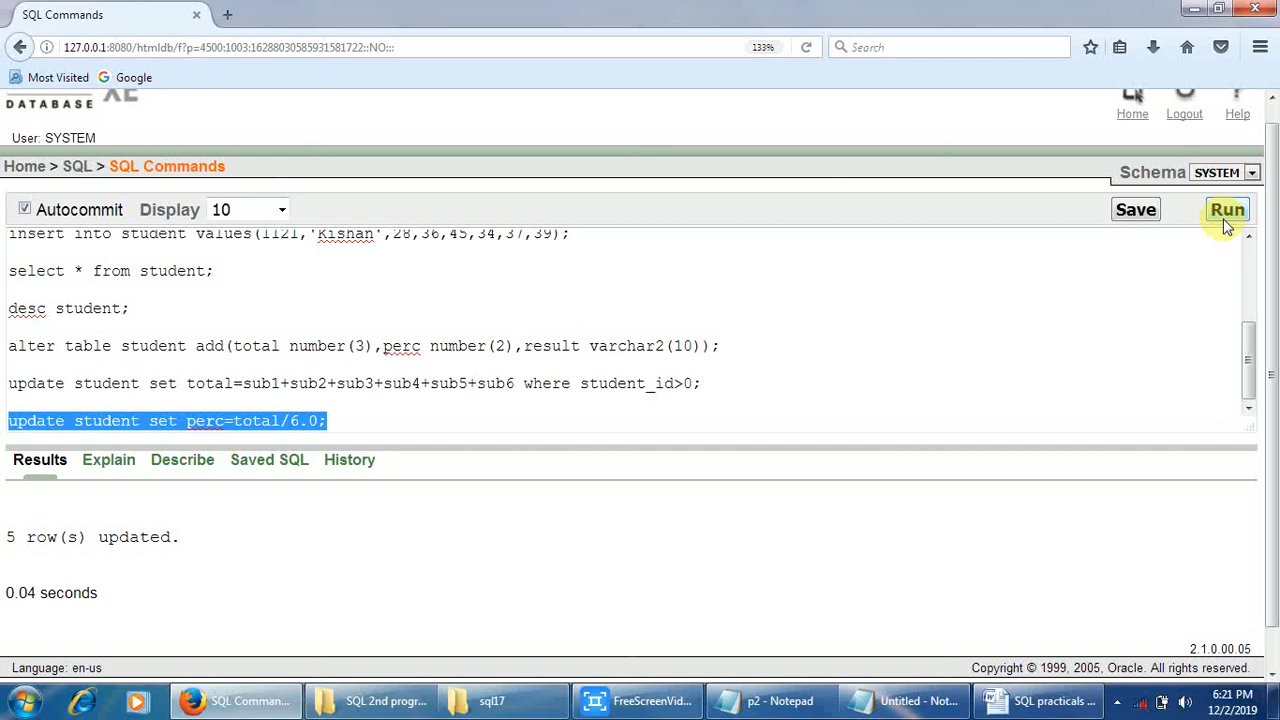 SQL Commands
127.0.0.1:8080/htmldb/f?p=4500:1003:16288030585931581722::NO:::
133%
Search
Most Visited
Google
DATABASE XE
Home
Logout
Help
User: SYSTEM
Home > SQL > SQL Commands
Schema SYSTEM
Autocommit
Display 10
Save
Run
insert into student values(1121,'Kishan',28,36,45,34,37,39);
select * from student;
desc student;
alter table student add(total number(3),perc number(2),result varchar2(10));
update student set total=sub1+sub2+sub3+sub4+sub5+sub6 where student_id>0;
update student set perc=total/6.0;
Results
Explain
Describe
Saved SQL
History
5 row(s) updated.
0.04 seconds
2.1.0.00.05
Language: en-us
Copyright © 1999, 2005, Oracle. All rights reserved.
SQL Comman...
SQL 2nd progr...
sql17
FreeScreenVid...
p2 - Notepad
Untitled - Not...
SQL practicals ...
6:21 PM
12/2/2019